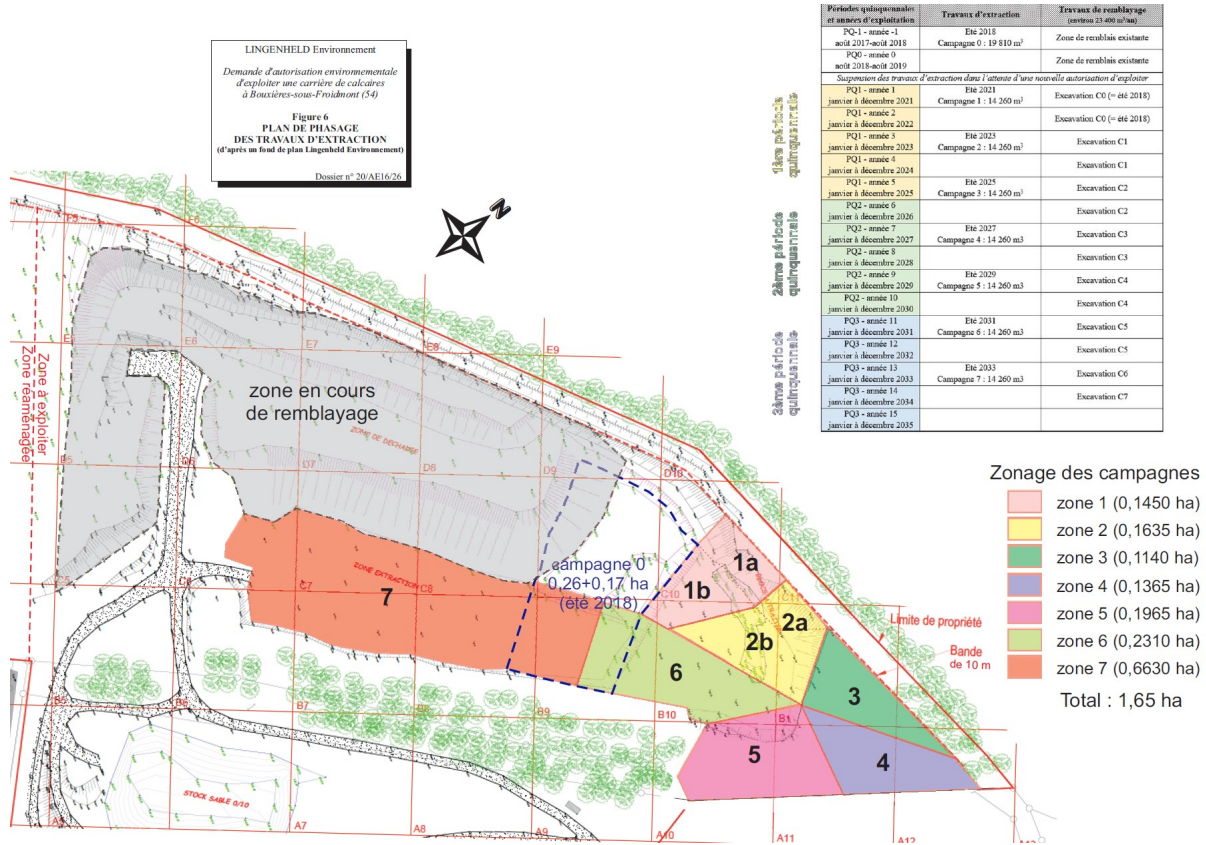 LINGENHELD Environnement
Demande d'autorisation environnementale
d'exploiter une carrière de calcaires
à Bouxières-sous-Froidmont (54)
Figure 6
PLAN DE PHASAGE
DES TRAVAUX D'EXTRACTION
(d'après un fond de plan Lingenheld Environnement)
Dossier n° 20/AE16/26
Périodes quinquennales
et années d'exploitation
Travaux d'extraction
Travaux de remblayage
(environ 23 400 m³/an)
PQ-1 - année -1
août 2017-août 2018
Eté 2018
Campagne 0 : 19 810 m³
Zone de remblais existante
PQ0 - année 0
août 2018-août 2019
Zone de remblais existante
Suspension des travaux d'extraction dans l'attente d'une nouvelle autorisation d'exploiter
PQ1 - année 1
janvier à décembre 2021
Eté 2021
Campagne 1 : 14 260 m³
Excavation C0 (= été 2018)
PQ1 - année 2
janvier à décembre 2022
Excavation C0 (= été 2018)
PQ1 - année 3
janvier à décembre 2023
Eté 2023
Campagne 2 : 14 260 m³
Excavation C1
PQ1 - année 4
janvier à décembre 2024
Excavation C1
PQ1 - année 5
janvier à décembre 2025
Eté 2025
Campagne 3 : 14 260 m³
Excavation C2
PQ2 - année 6
janvier à décembre 2026
Excavation C2
PQ2 - année 7
janvier à décembre 2027
Eté 2027
Campagne 4 : 14 260 m3
Excavation C3
PQ2 - année 8
janvier à décembre 2028
Excavation C3
PQ2 - année 9
janvier à décembre 2029
Eté 2029
Campagne 5 : 14 260 m3
Excavation C4
PQ2 - année 10
janvier à décembre 2030
Excavation C4
PQ3 - année 11
janvier à décembre 2031
Eté 2031
Campagne 6 : 14 260 m3
Excavation C5
PQ3 - année 12
janvier à décembre 2032
Excavation C5
PQ3 - année 13
janvier à décembre 2033
Eté 2033
Campagne 7 : 14 260 m3
Excavation C6
PQ3 - année 14
janvier à décembre 2034
Excavation C7
PQ3 - année 15
janvier à décembre 2035
1ère période
quinquennale
2ème période
quinquennale
3ème période
quinquennale
N
F5
F6
E5
E6
E7
E8
E9
zone en cours
de remblayage
ZONE DE DECHARGE
Zone à exploiter
Zone réaménagée
D5
D6
D7
D8
D9
D10
campagne 0
0,26+0,17 ha
(été 2018)
ZONE EXTRACTION
C5
C6
C7
C8
C10
1a
1b
2a
2b
3
4
5
6
7
Limite de propriété
Bande
de 10 m
B5
B6
B7
B8
B9
B10
STOCK SABLE 0/10
A5
A7
A8
A9
A10
A11
A12
A13
Zonage des campagnes
zone 1 (0,1450 ha)
zone 2 (0,1635 ha)
zone 3 (0,1140 ha)
zone 4 (0,1365 ha)
zone 5 (0,1965 ha)
zone 6 (0,2310 ha)
zone 7 (0,6630 ha)
Total : 1,65 ha